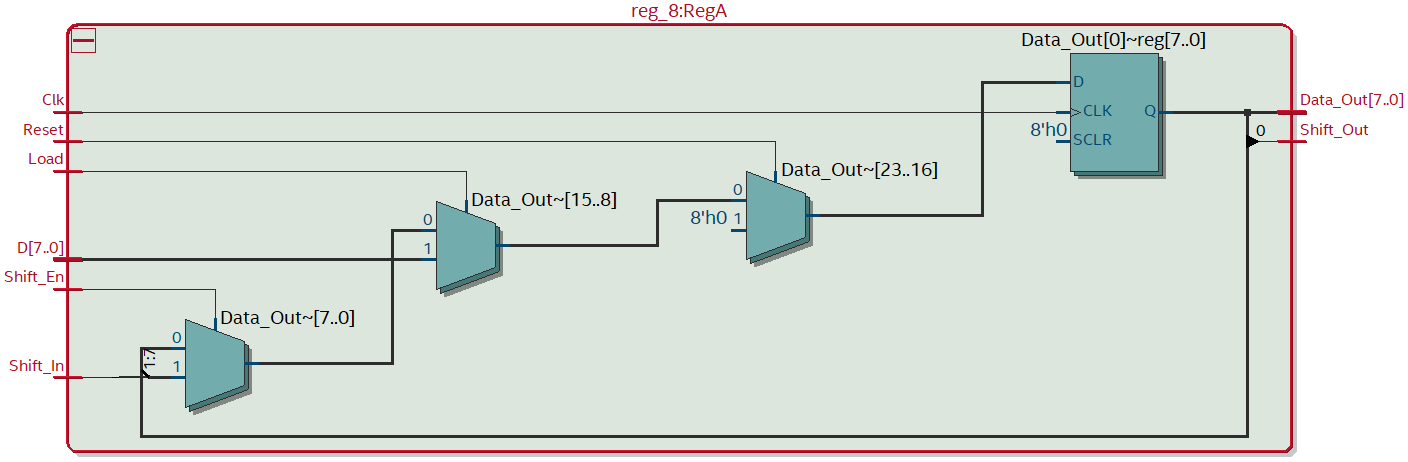 reg_8:RegA
Data_Out[0]~reg[7..0]
D
Clk
CLK
Q
Data_Out[7..0]
Reset
8'h0
SCLR
0
Shift_Out
Load
Data_Out~[23..16]
0
8'h0
1
Data_Out~[15..8]
0
1
D[7..0]
Shift_En
Data_Out~[7..0]
0
1:7
1
Shift_In